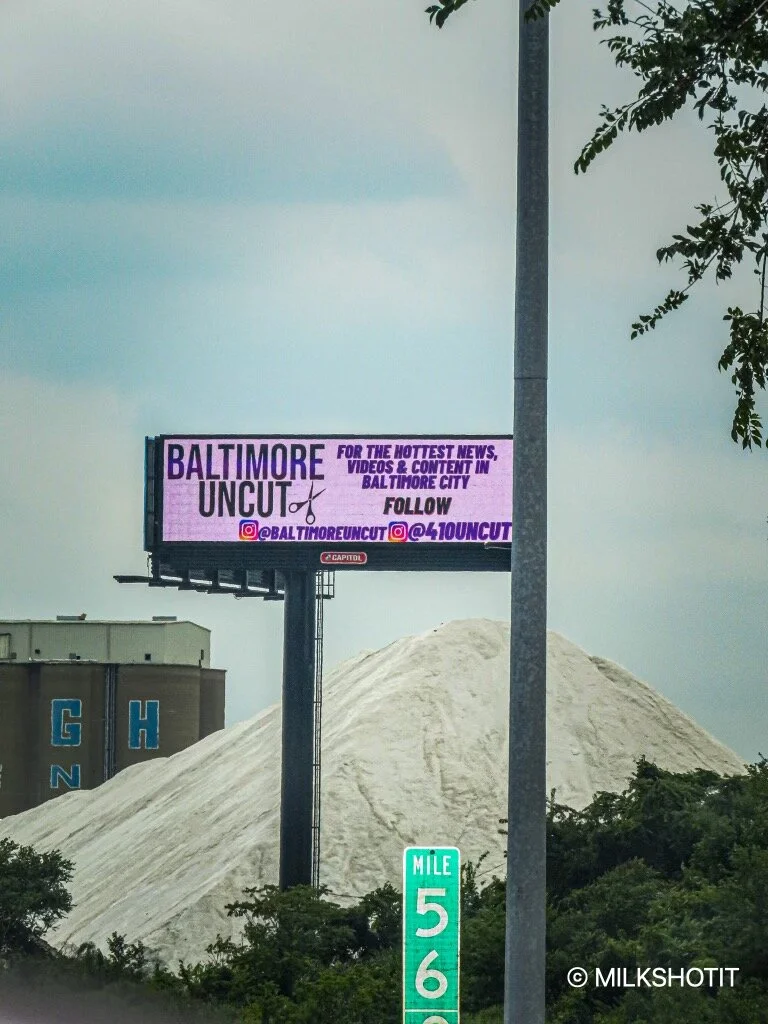 BALTIMORE
UNCUT
FOR THE HOTTEST NEWS,
VIDEOS & CONTENT IN
BALTIMORE CITY
FOLLOW
@BALTIMOREUNCUT @410UNCUT
CAPITOL
G H
N
MILE
5
6
© MILKSHOTIT